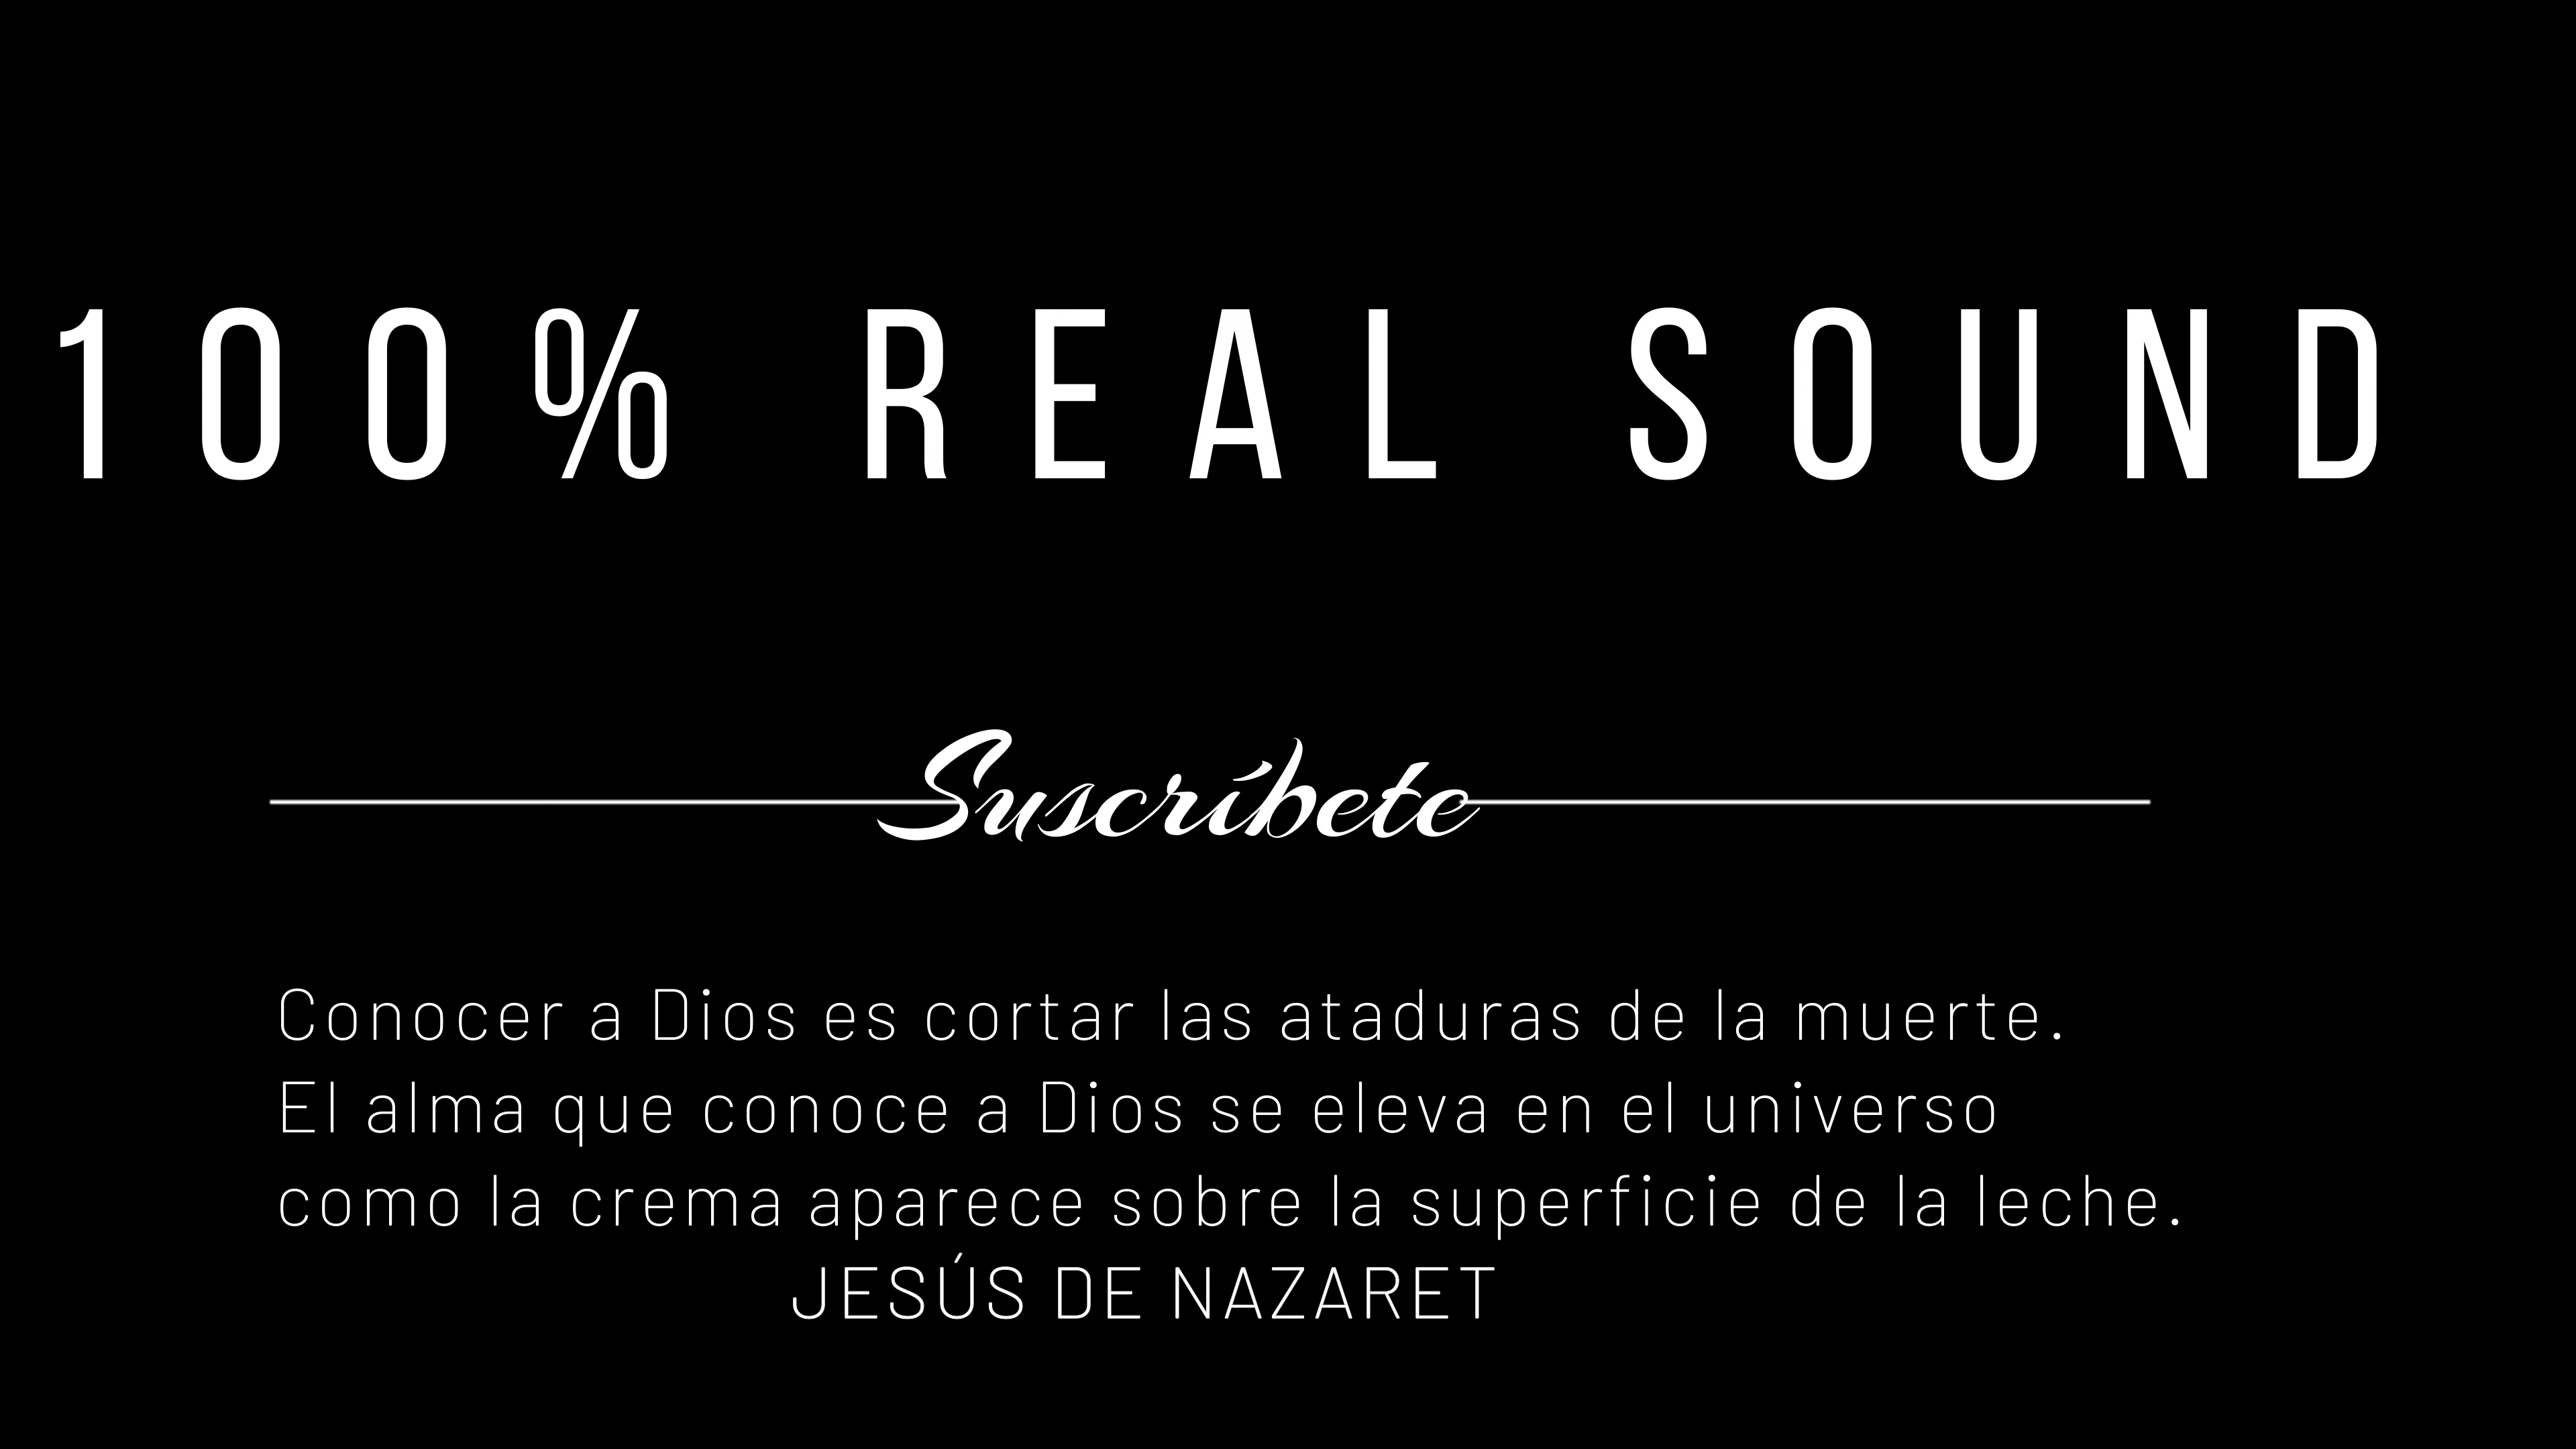 100% REAL SOUND
Suscríbete
Conocer a Dios es cortar las ataduras de la muerte.
El alma que conoce a Dios se eleva en el universo
como la crema aparece sobre la superficie de la leche.
JESÚS DE NAZARET